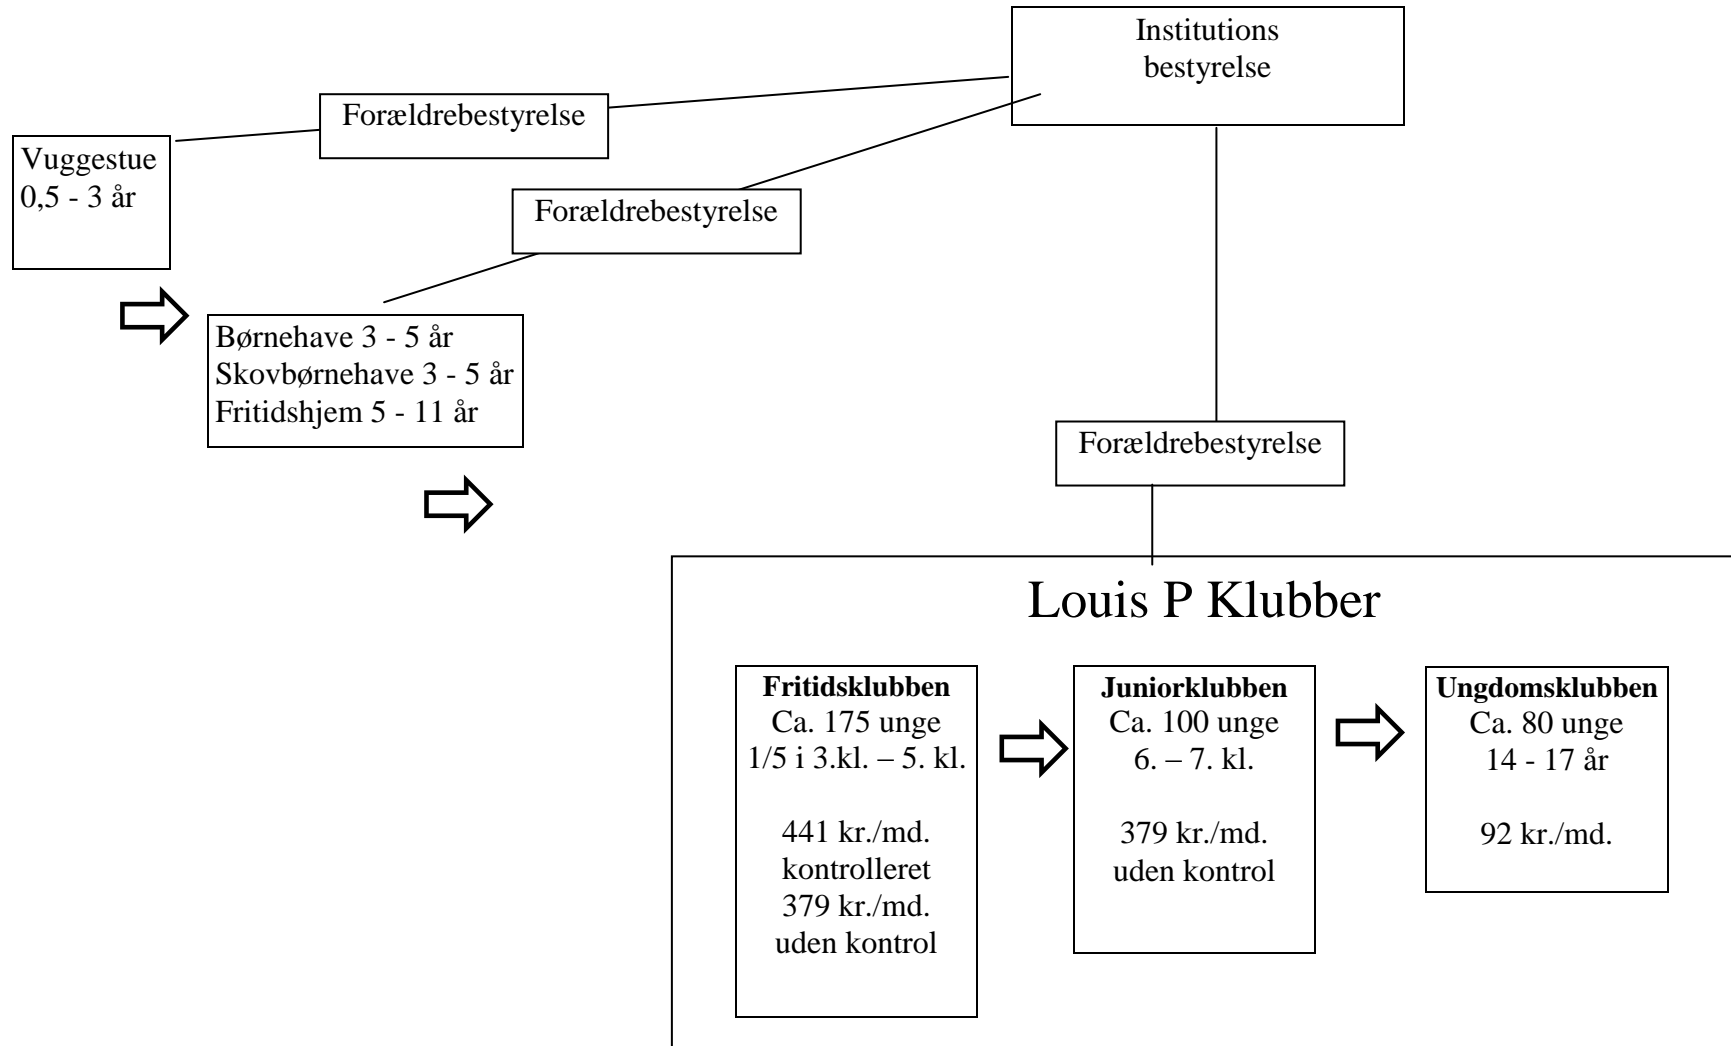 Institutions
bestyrelse
Forældrebestyrelse
Vuggestue
0,5 - 3 år
Forældrebestyrelse
Børnehave 3 - 5 år
Skovbørnehave 3 - 5 år
Fritidshjem 5 - 11 år
Forældrebestyrelse
Louis P Klubber
Fritidsklubben
Ca. 175 unge
1/5 i 3.kl. – 5. kl.
441 kr./md.
kontrolleret
379 kr./md.
uden kontrol
Juniorklubben
Ca. 100 unge
6. – 7. kl.
379 kr./md.
uden kontrol
Ungdomsklubben
Ca. 80 unge
14 - 17 år
92 kr./md.